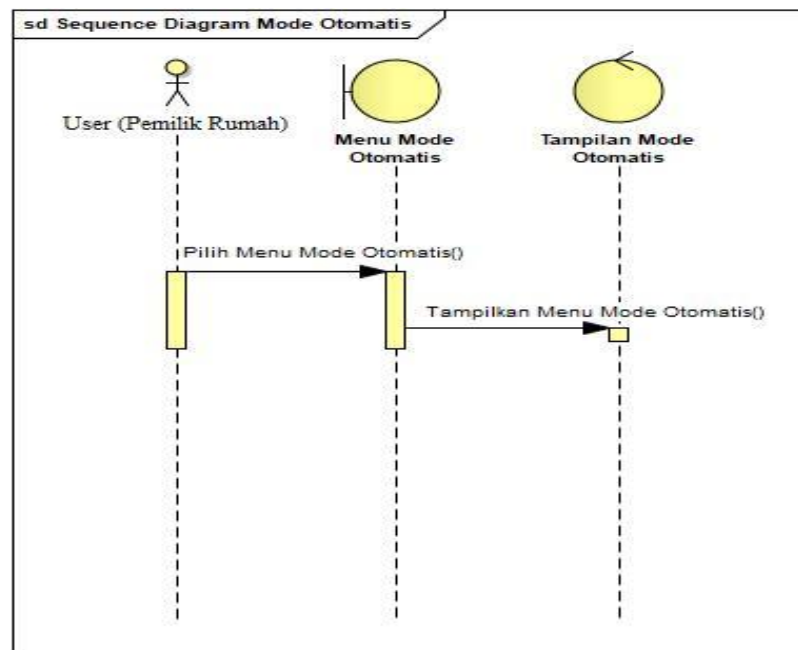 sd Sequence Diagram Mode Otomatis
User (Pemilik Rumah)
Menu Mode
Otomatis
Tampilan Mode
Otomatis
Pilih Menu Mode Otomatis()
Tampilkan Menu Mode Otomatis()